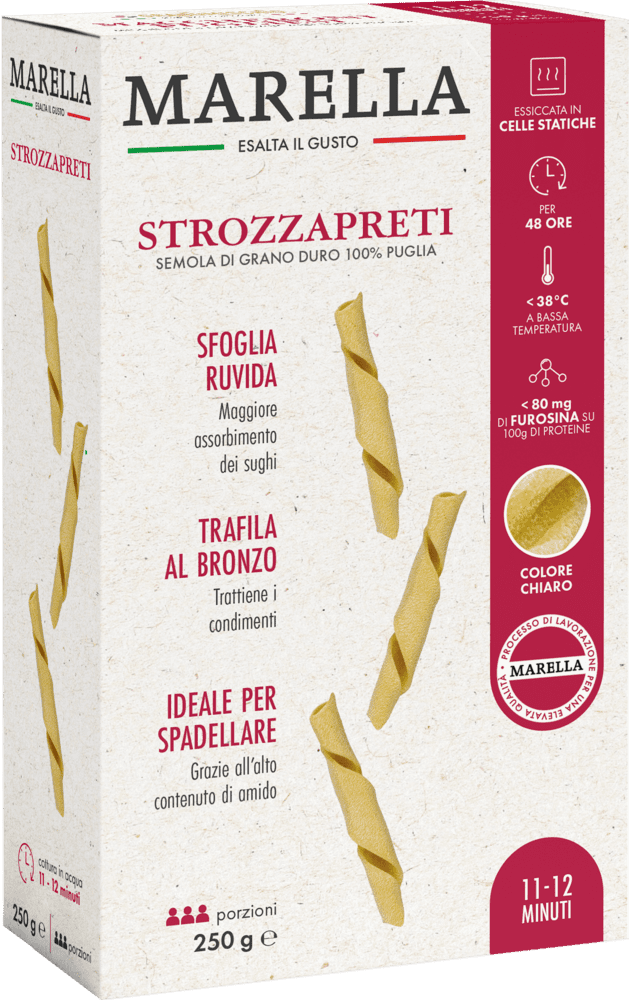 MARELLA
ESALTA IL GUSTO
STROZZAPRETI
SEMOLA DI GRANO DURO 100% PUGLIA
SFOGLIA
RUVIDA
Maggiore
assorbimento
dei sughi
TRAFILA
AL BRONZO
Trattiene i
condimenti
IDEALE PER
SPADELLARE
Grazie all'alto
contenuto di amido
porzioni
250 g e
ESSICCATA IN
CELLE STATICHE
PER
48 ORE
< 38°C
A BASSA
TEMPERATURA
< 80 mg
DI FUROSINA SU
100g DI PROTEINE
COLORE
CHIARO
PROCESSO DI LAVORAZIONE PER UNA ELEVATA QUALITÀ •
MARELLA
11-12
MINUTI
MARELLA
ESALTA IL GUSTO
STROZZAPRETI
cottura in acqua
11 - 12 minuti
250 g e
porzioni
11-12